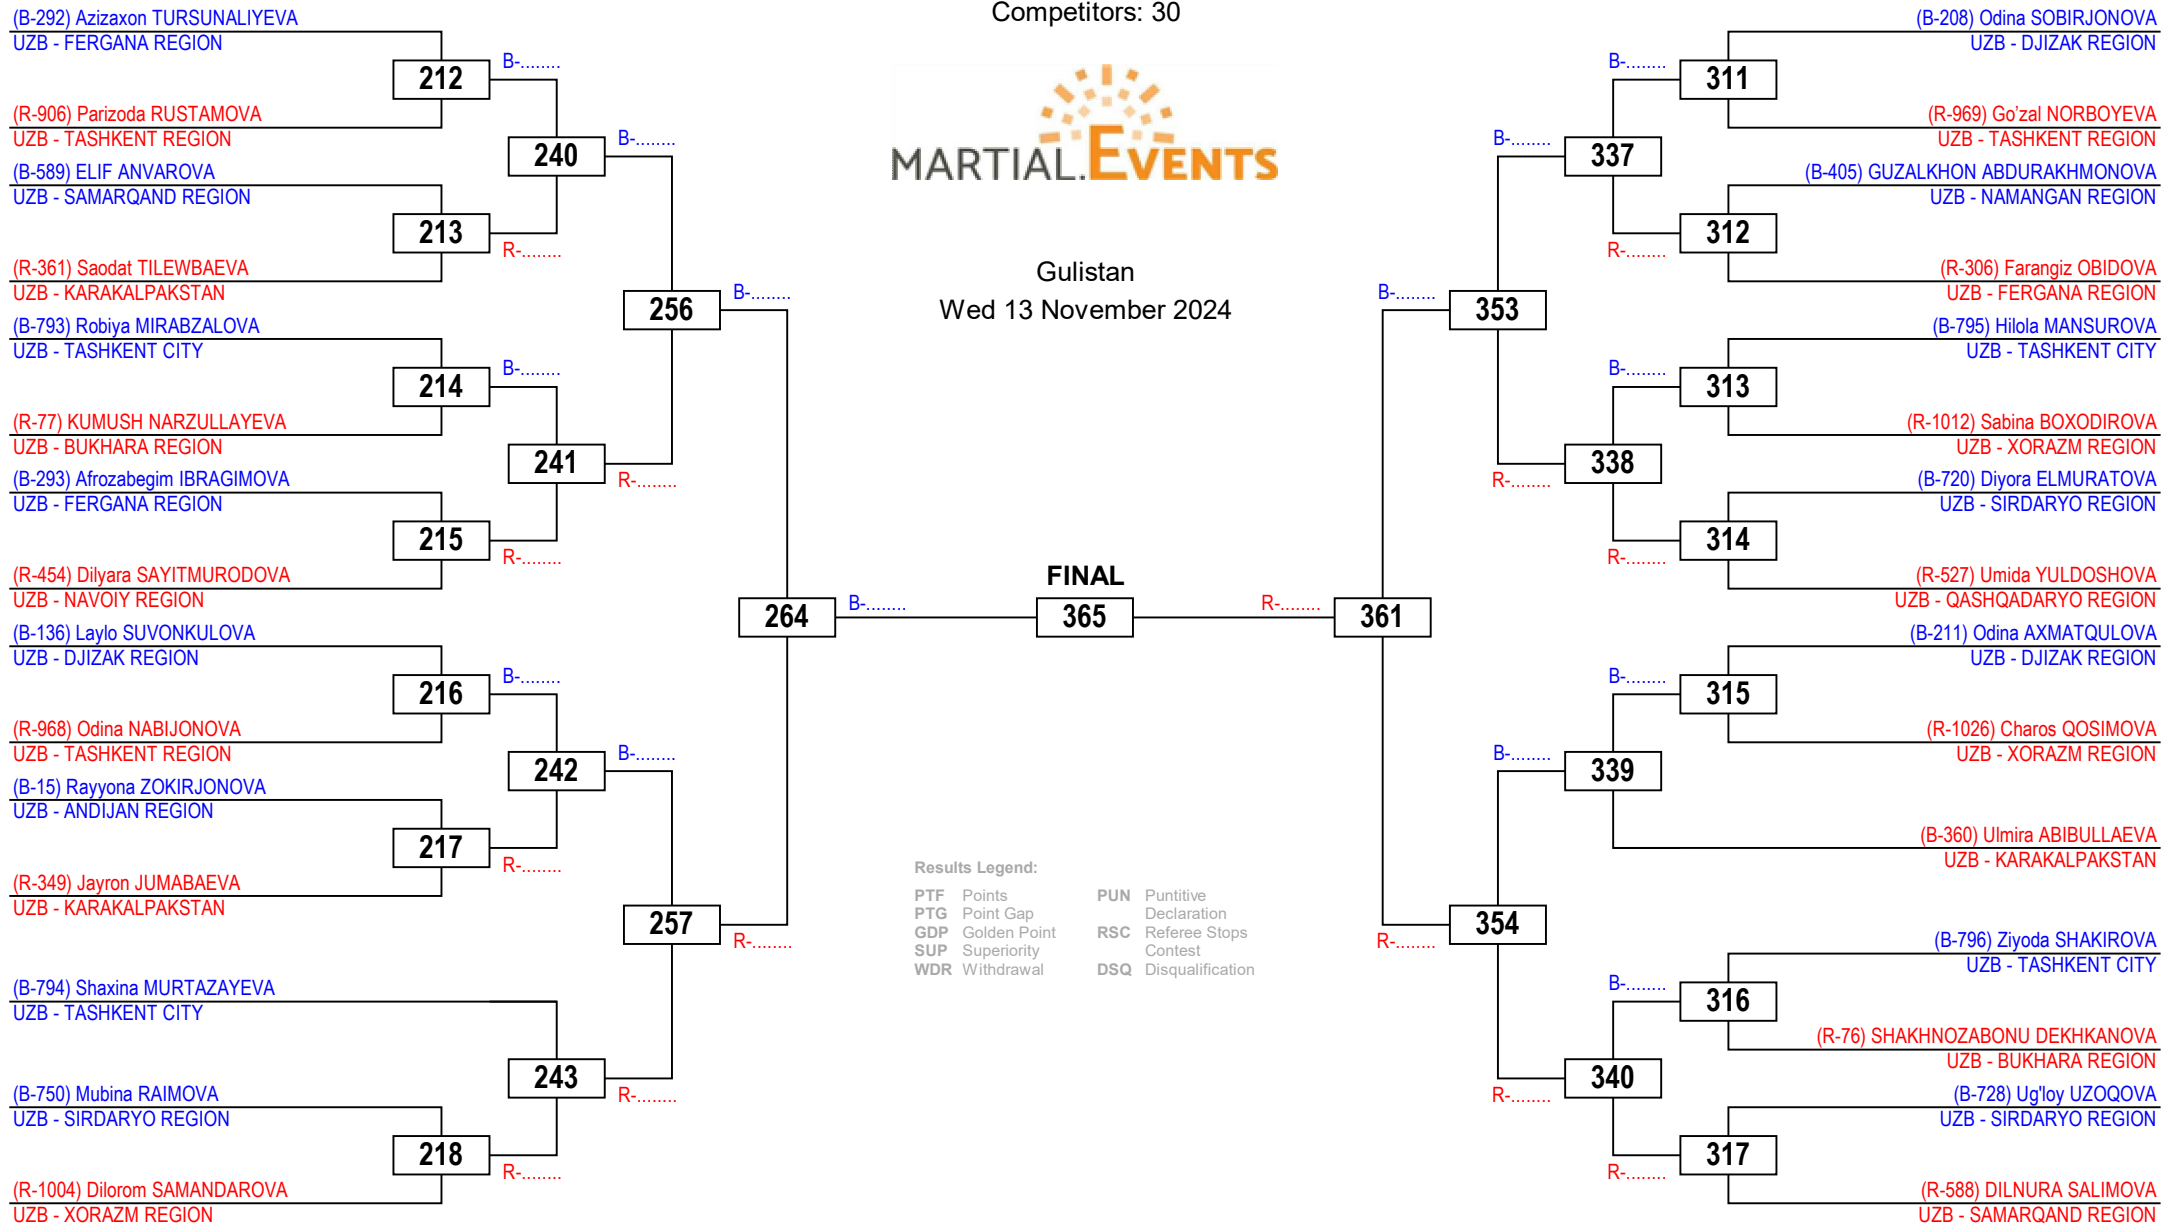 Competitors: 30
MARTIAL.EVENTS
Gulistan
Wed 13 November 2024
(B-292) Azizaxon TURSUNALIYEVA
UZB - FERGANA REGION
212
B-........
(R-906) Parizoda RUSTAMOVA
UZB - TASHKENT REGION
240
B-........
(B-589) ELIF ANVAROVA
UZB - SAMARQAND REGION
213
R-........
(R-361) Saodat TILEWBAEVA
UZB - KARAKALPAKSTAN
256
B-........
(B-793) Robiya MIRABZALOVA
UZB - TASHKENT CITY
214
B-........
(R-77) KUMUSH NARZULLAYEVA
UZB - BUKHARA REGION
241
R-........
(B-293) Afrozabegim IBRAGIMOVA
UZB - FERGANA REGION
215
R-........
(R-454) Dilyara SAYITMURODOVA
UZB - NAVOIY REGION
264
B-........
(B-136) Laylo SUVONKULOVA
UZB - DJIZAK REGION
216
B-........
(R-968) Odina NABIJONOVA
UZB - TASHKENT REGION
242
B-........
(B-15) Rayyona ZOKIRJONOVA
UZB - ANDIJAN REGION
217
R-........
(R-349) Jayron JUMABAEVA
UZB - KARAKALPAKSTAN
257
R-........
(B-794) Shaxina MURTAZAYEVA
UZB - TASHKENT CITY
243
R-........
(B-750) Mubina RAIMOVA
UZB - SIRDARYO REGION
218
R-........
(R-1004) Dilorom SAMANDAROVA
UZB - XORAZM REGION
FINAL
365
Results Legend:
PTF Points
PTG Point Gap
GDP Golden Point
SUP Superiority
WDR Withdrawal
PUN Puntitive
Declaration
RSC Referee Stops
Contest
DSQ Disqualification
(B-208) Odina SOBIRJONOVA
UZB - DJIZAK REGION
B-........
311
(R-969) Go’zal NORBOYEVA
UZB - TASHKENT REGION
B-........
337
(B-405) GUZALKHON ABDURAKHMONOVA
UZB - NAMANGAN REGION
R-........
312
(R-306) Farangiz OBIDOVA
UZB - FERGANA REGION
B-........
353
(B-795) Hilola MANSUROVA
UZB - TASHKENT CITY
B-........
313
(R-1012) Sabina BOXODIROVA
UZB - XORAZM REGION
R-........
338
(B-720) Diyora ELMURATOVA
UZB - SIRDARYO REGION
R-........
314
(R-527) Umida YULDOSHOVA
UZB - QASHQADARYO REGION
R-........
361
(B-211) Odina AXMATQULOVA
UZB - DJIZAK REGION
B-........
315
(R-1026) Charos QOSIMOVA
UZB - XORAZM REGION
B-........
339
(B-360) Ulmira ABIBULLAEVA
UZB - KARAKALPAKSTAN
R-........
354
(B-796) Ziyoda SHAKIROVA
UZB - TASHKENT CITY
B-........
316
(R-76) SHAKHNOZABONU DEKHKANOVA
UZB - BUKHARA REGION
R-........
340
(B-728) Ug'loy UZOQOVA
UZB - SIRDARYO REGION
R-........
317
(R-588) DILNURA SALIMOVA
UZB - SAMARQAND REGION